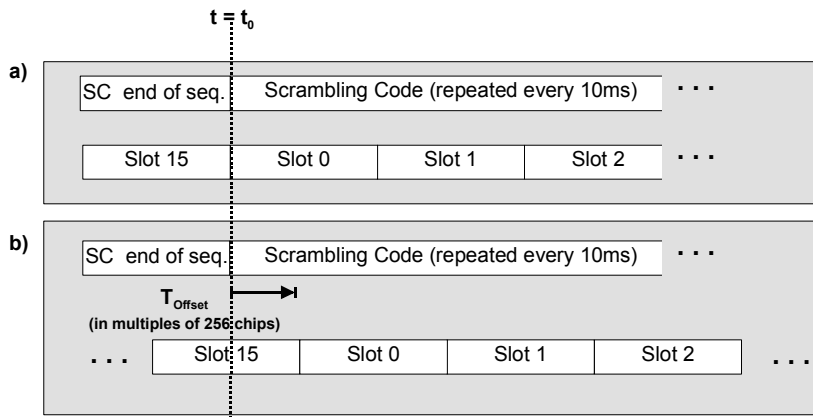 t = t0
a)
SC end of seq. Scrambling Code (repeated every 10ms) . . .
Slot 15 Slot 0 Slot 1 Slot 2 . . .
b)
SC end of seq. Scrambling Code (repeated every 10ms) . . .
TOffset
(in multiples of 256 chips)
. . . Slot 15 Slot 0 Slot 1 Slot 2 . . .